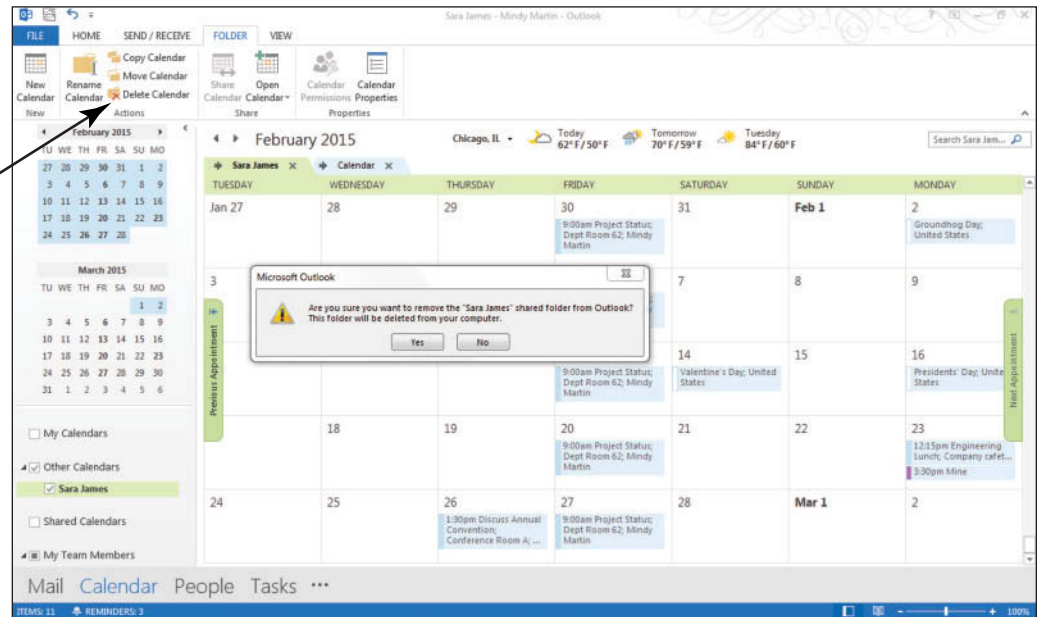 Sara James - Mindy Martin - Outlook
FILE HOME SEND / RECEIVE FOLDER VIEW
New Calendar
Rename Calendar
Copy Calendar
Move Calendar
Delete Calendar
Share Calendar
Open Calendar
Calendar Permissions
Calendar Properties
New Actions Share Properties
February 2015
TU WE TH FR SA SU MO
27 28 29 30 31 1 2
3 4 5 6 7 8 9
10 11 12 13 14 15 16
17 18 19 20 21 22 23
24 25 26 27 28
March 2015
TU WE TH FR SA SU MO
1 2
3 4 5 6 7 8 9
10 11 12 13 14 15 16
17 18 19 20 21 22 23
24 25 26 27 28 29 30
31 1 2 3 4 5 6
My Calendars
Other Calendars
Sara James
Shared Calendars
My Team Members
February 2015
Chicago, IL
Today
62° F / 50° F
Tomorrow
70° F / 59° F
Tuesday
84° F / 60° F
Search Sara Jam...
Sara James Calendar
TUESDAY WEDNESDAY THURSDAY FRIDAY SATURDAY SUNDAY MONDAY
Jan 27 28 29 30 31 Feb 1 2
9:00am Project Status;
Dept Room 62; Mindy
Martin
Groundhog Day;
United States
3 7 8 9
Microsoft Outlook
Are you sure you want to remove the "Sara James" shared folder from Outlook?
This folder will be deleted from your computer.
Yes No
Previous Appointment
Next Appointment
14 15 16
9:00am Project Status;
Dept Room 62; Mindy
Martin
Valentine's Day; United
States
Presidents' Day; Unite
States
18 19 20 21 22 23
9:00am Project Status;
Dept Room 62; Mindy
Martin
12:15pm Engineering
Lunch; Company cafet...
3:30pm Mine
24 25 26 27 28 Mar 1 2
1:30pm Discuss Annual
Convention;
Conference Room A; ...
9:00am Project Status;
Dept Room 62; Mindy
Martin
Mail Calendar People Tasks ···
ITEMS: 11 REMINDERS: 3
100%